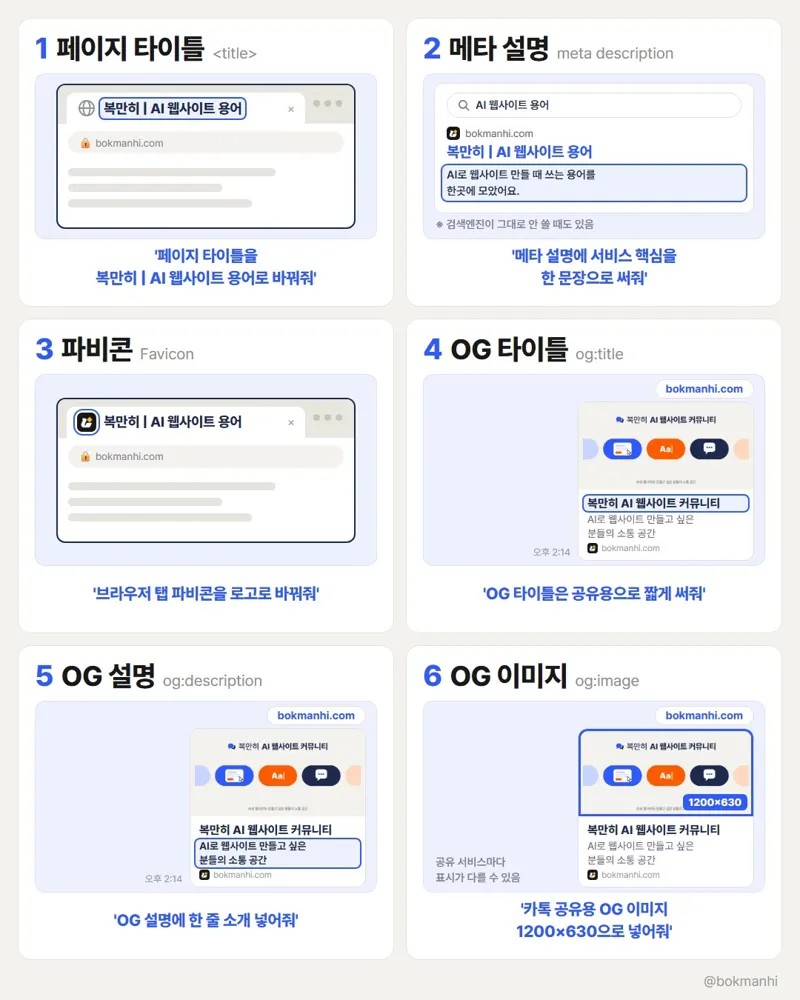 1 페이지 타이틀 <title>
복만히 | AI 웹사이트 용어 ×
bokmanhi.com
'페이지 타이틀을
복만히 | AI 웹사이트 용어로 바꿔줘'
2 메타 설명 meta description
AI 웹사이트 용어
bokmanhi.com
복만히 | AI 웹사이트 용어
AI로 웹사이트 만들 때 쓰는 용어를
한곳에 모았어요.
※ 검색엔진이 그대로 안 쓸 때도 있음
'메타 설명에 서비스 핵심을
한 문장으로 써줘'
3 파비콘 Favicon
복만히 | AI 웹사이트 용어 ×
bokmanhi.com
'브라우저 탭 파비콘을 로고로 바꿔줘'
4 OG 타이틀 og:title
bokmanhi.com
복만히 AI 웹사이트 커뮤니티
Aa|
복만히 AI 웹사이트 커뮤니티
AI로 웹사이트 만들고 싶은
분들의 소통 공간
오후 2:14
bokmanhi.com
'OG 타이틀은 공유용으로 짧게 써줘'
5 OG 설명 og:description
bokmanhi.com
복만히 AI 웹사이트 커뮤니티
Aa|
복만히 AI 웹사이트 커뮤니티
AI로 웹사이트 만들고 싶은
분들의 소통 공간
오후 2:14
bokmanhi.com
'OG 설명에 한 줄 소개 넣어줘'
6 OG 이미지 og:image
bokmanhi.com
복만히 AI 웹사이트 커뮤니티
Aa|
1200×630
복만히 AI 웹사이트 커뮤니티
AI로 웹사이트 만들고 싶은
분들의 소통 공간
bokmanhi.com
공유 서비스마다
표시가 다를 수 있음
'카톡 공유용 OG 이미지
1200×630으로 넣어줘'
@bokmanhi